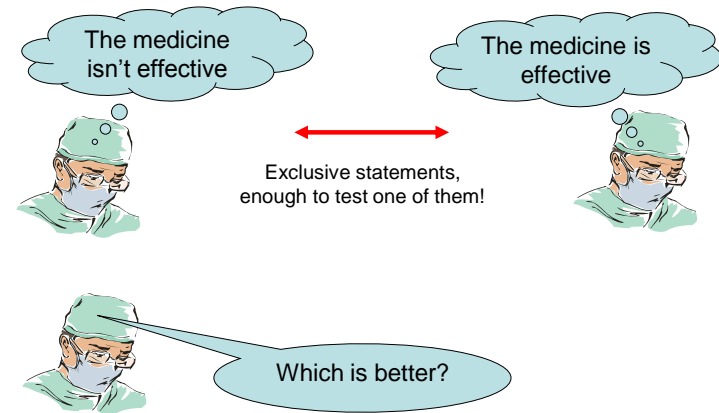 The medicine
isn't effective
The medicine is
effective
Exclusive statements,
enough to test one of them!
Which is better?